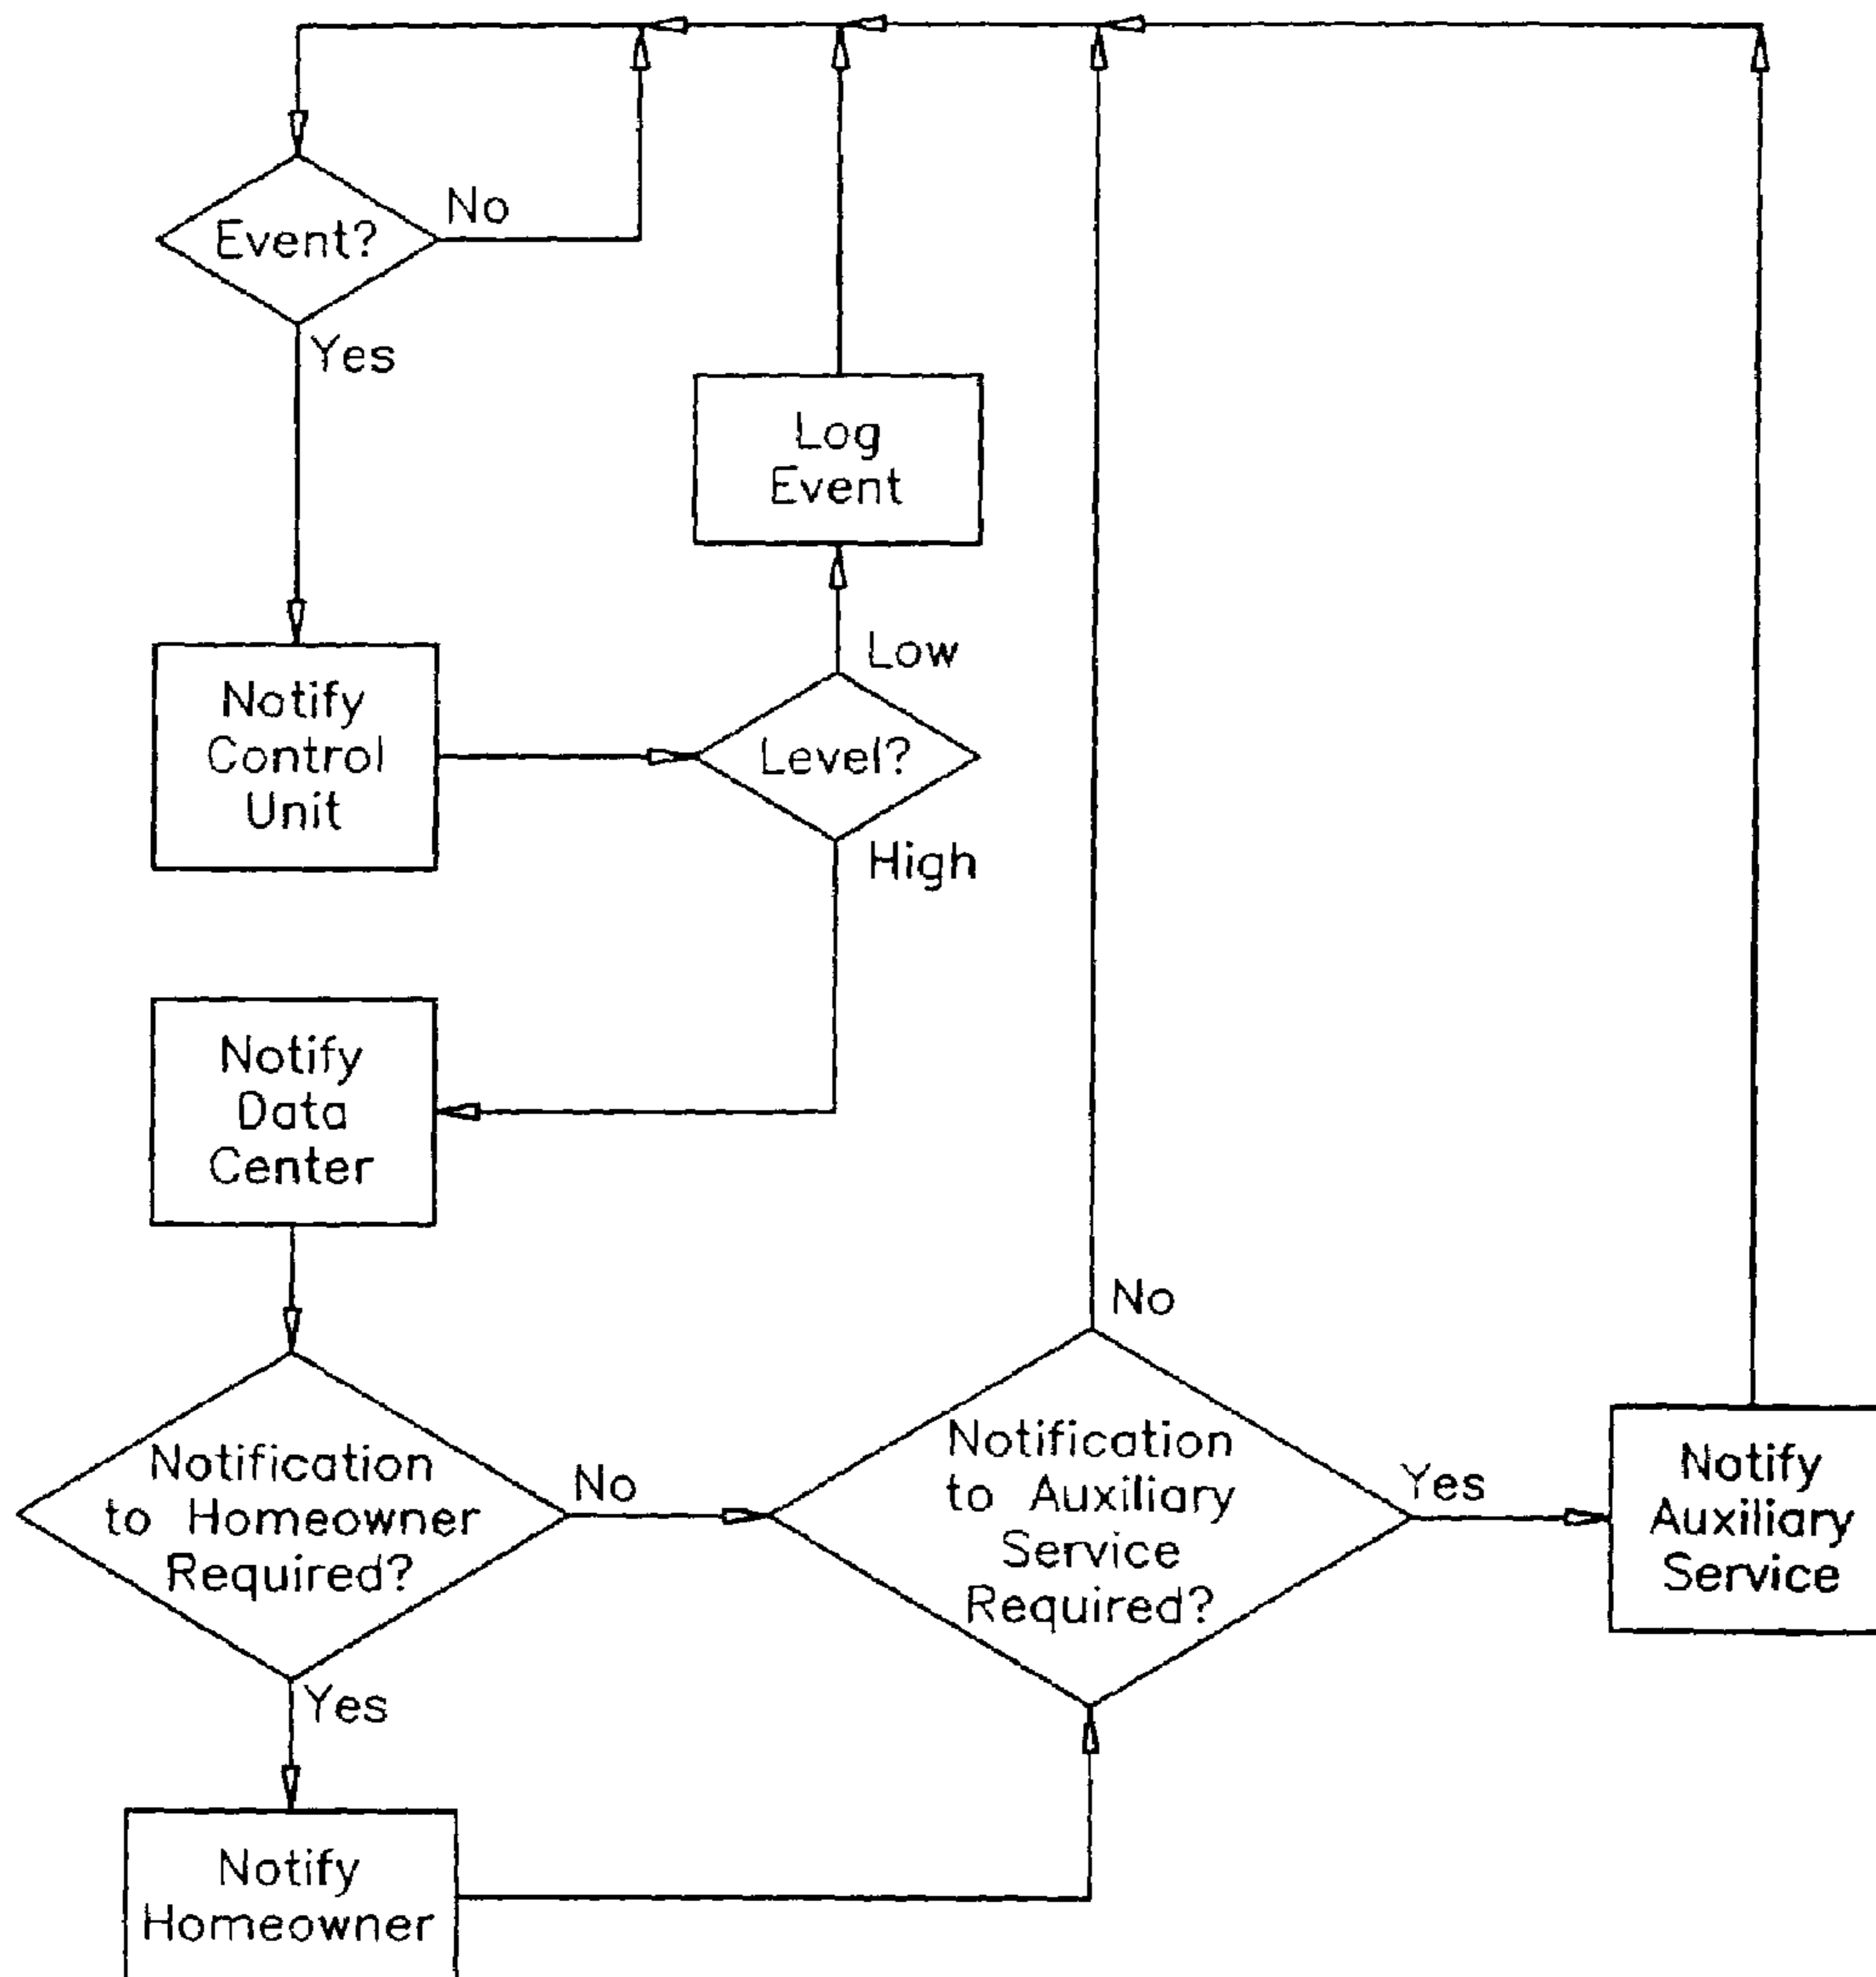 No
Event?
Yes
Log
Event
Low
Notify
Control
Unit
Level?
High
Notify
Data
Center
No
Notification
to Homeowner
Required?
No
Notification
to Auxiliary
Service
Required?
Yes
Notify
Auxiliary
Service
Yes
Notify
Homeowner